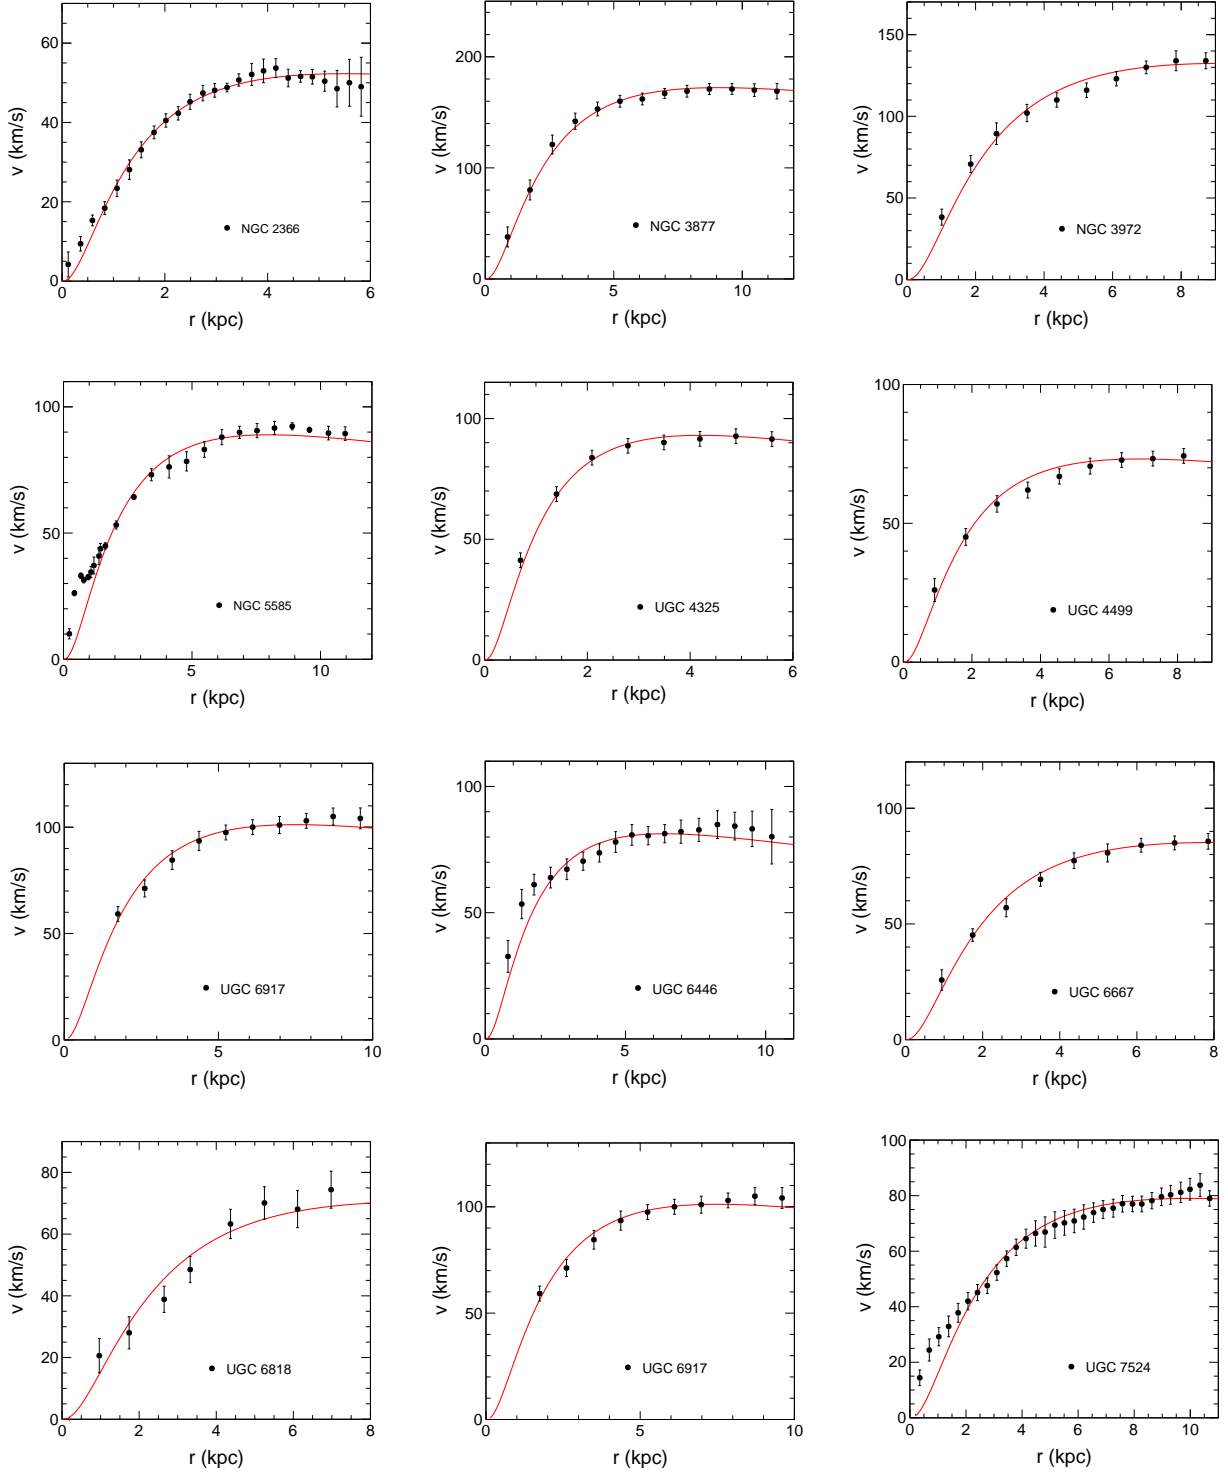 60
40
20
0
0 2 4 6
v (km/s)
r (kpc)
NGC 2366
200
100
0
0 5 10
v (km/s)
r (kpc)
NGC 3877
150
100
50
0
0 2 4 6 8
v (km/s)
r (kpc)
NGC 3972
100
50
0
0 5 10
v (km/s)
r (kpc)
NGC 5585
100
50
0
0 2 4 6
v (km/s)
r (kpc)
UGC 4325
100
50
0
0 2 4 6 8
v (km/s)
r (kpc)
UGC 4499
100
50
0
0 5 10
v (km/s)
r (kpc)
UGC 6917
100
50
0
0 5 10
v (km/s)
r (kpc)
UGC 6446
100
50
0
0 2 4 6 8
v (km/s)
r (kpc)
UGC 6667
80
60
40
20
0
0 2 4 6 8
v (km/s)
r (kpc)
UGC 6818
100
50
0
0 2 4 6 8 10
v (km/s)
r (kpc)
UGC 6917
100
80
60
40
20
0
0 2 4 6 8 10
v (km/s)
r (kpc)
UGC 7524